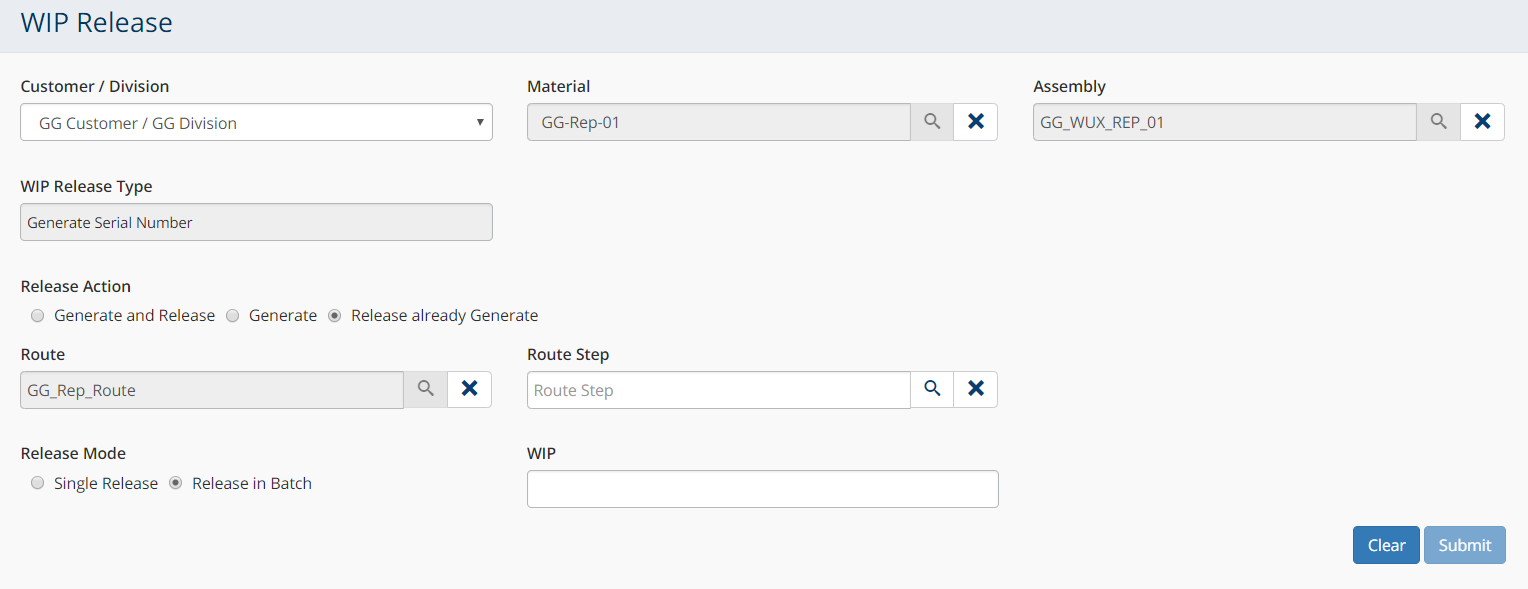 WIP Release
Customer / Division Material Assembly
GG Customer / GG Division GG-Rep-01 GG_WUX_REP_01
WIP Release Type
Generate Serial Number
Release Action
Generate and Release Generate Release already Generate
Route Route Step
GG_Rep_Route Route Step
Release Mode WIP
Single Release Release in Batch
Clear Submit